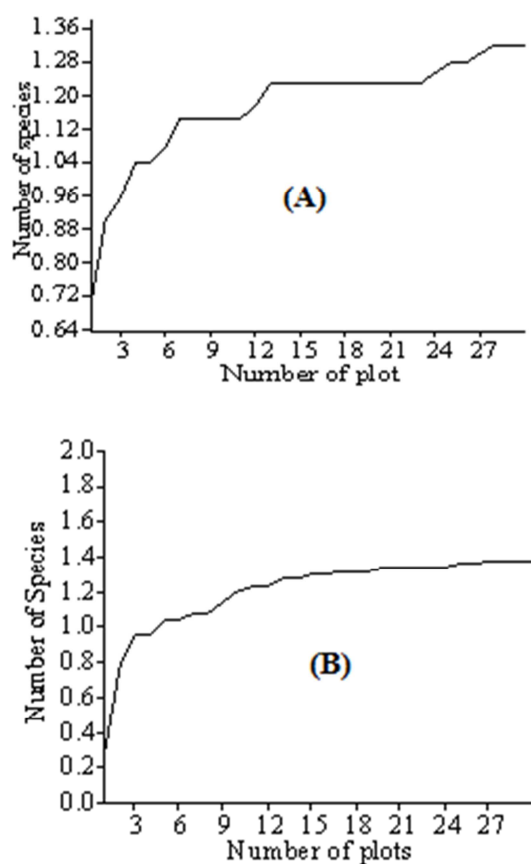 1.36
1.28
1.20
1.12
1.04
0.96
0.88
0.80
0.72
0.64
Number of species
(A)
3 6 9 12 15 18 21 24 27
Number of plot
2.0
1.8
1.6
1.4
1.2
1.0
0.8
0.6
0.4
0.2
0.0
Number of Species
(B)
3 6 9 12 15 18 21 24 27
Number of plots